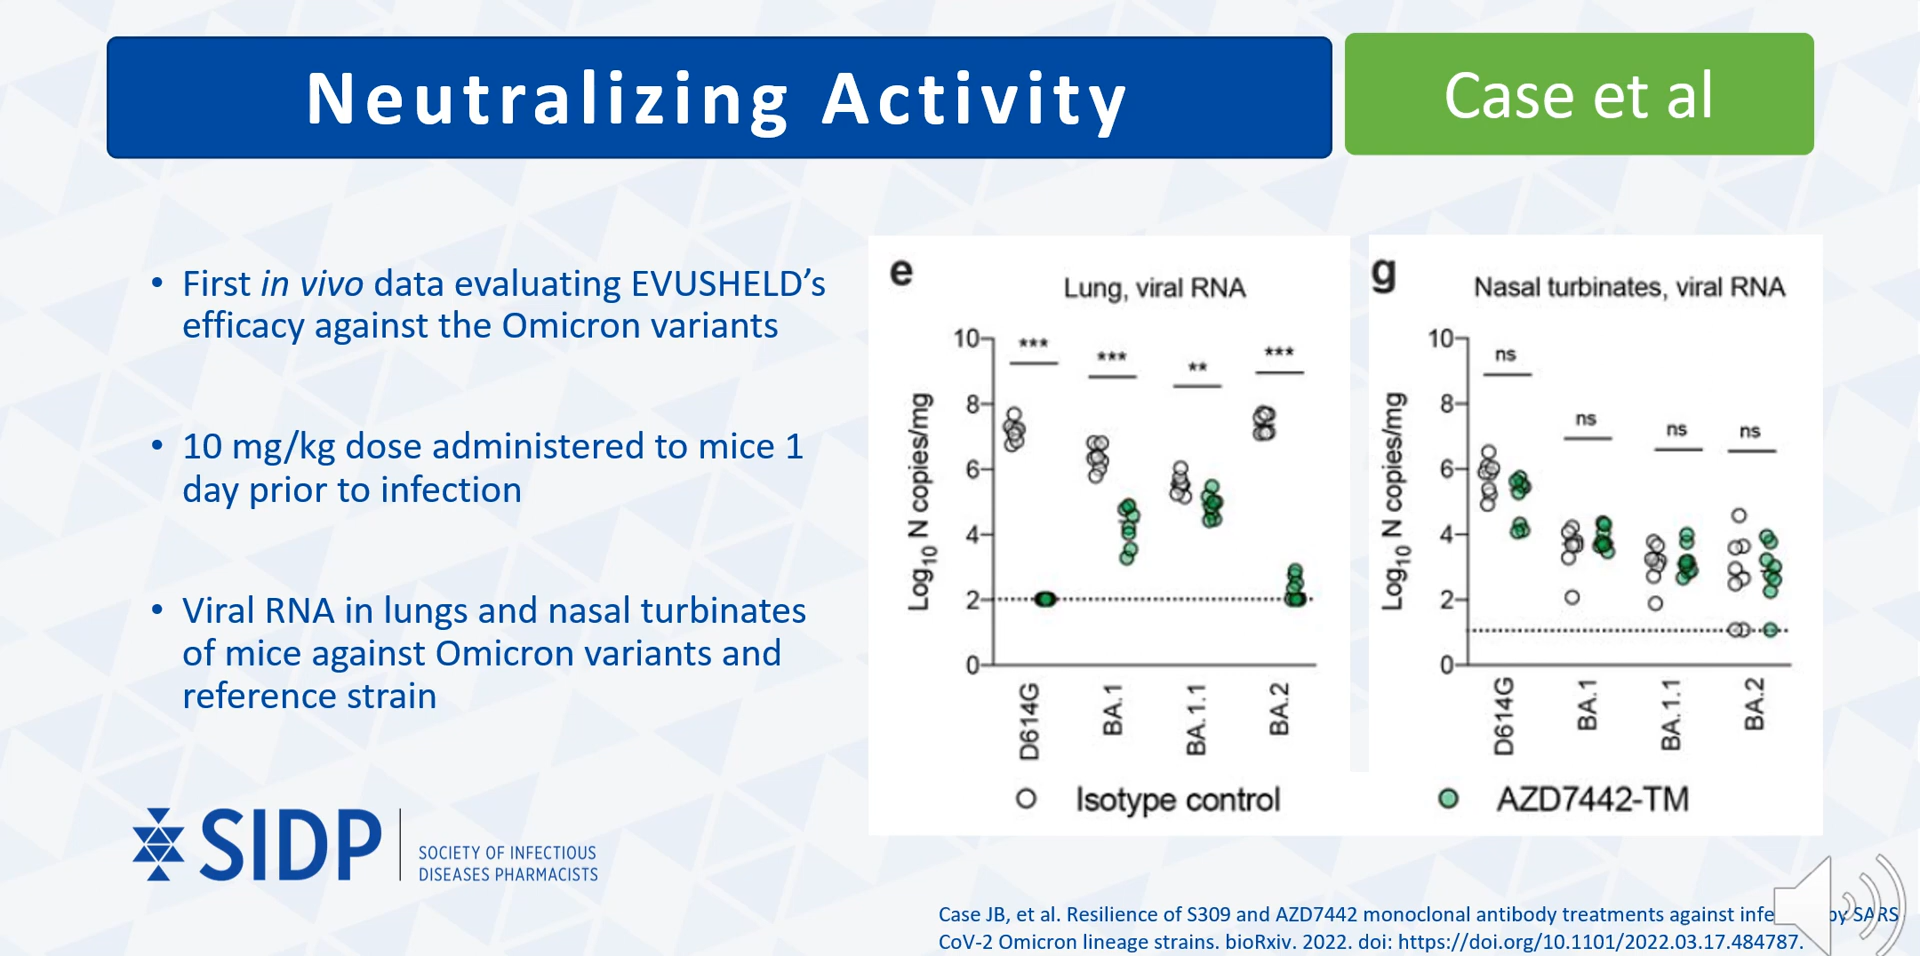 Neutralizing Activity
Case et al
• First in vivo data evaluating EVUSHELD's
efficacy against the Omicron variants
• 10 mg/kg dose administered to mice 1
day prior to infection
• Viral RNA in lungs and nasal turbinates
of mice against Omicron variants and
reference strain
e
Lung, viral RNA
Log10 N copies/mg
10
8
6
4
2
0
***
***
**
***
D614G
BA.1
BA.1.1
BA.2
g
Nasal turbinates, viral RNA
Log10 N copies/mg
10
8
6
4
2
0
ns
ns
ns
ns
D614G
BA.1
BA.1.1
BA.2
Isotype control
AZD7442-TM
SIDP
SOCIETY OF INFECTIOUS
DISEASES PHARMACISTS
Case JB, et al. Resilience of S309 and AZD7442 monoclonal antibody treatments against by SARS
CoV-2 Omicron lineage strains. bioRxiv. 2022. doi: https://doi.org/10.1101/2022.03.17.484787.